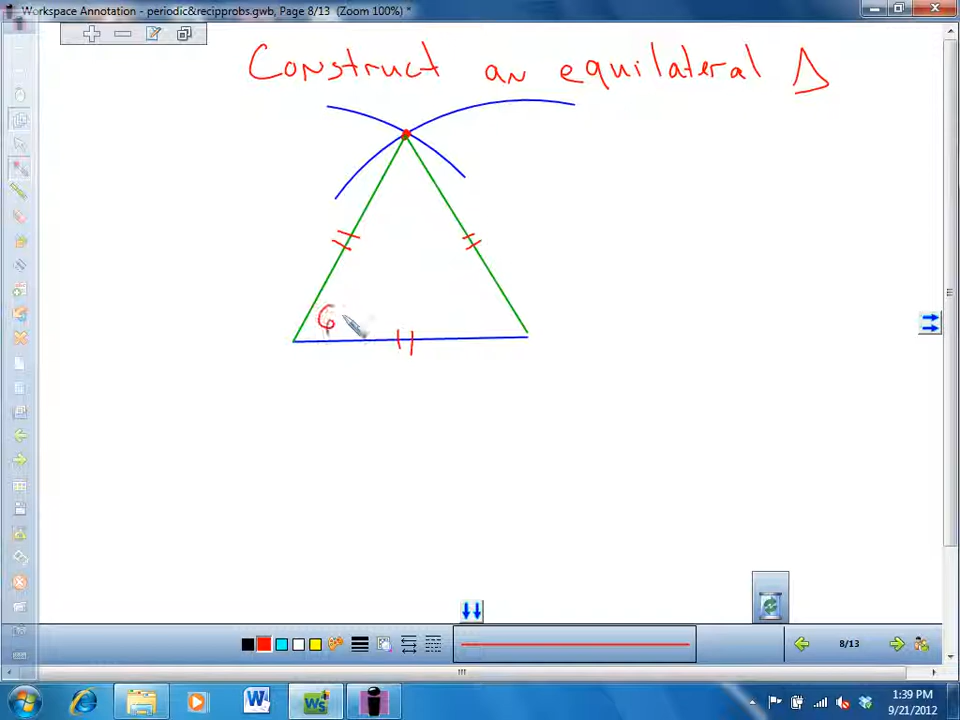 Workspace Annotation - periodic&recipprobs.gwb, Page 8/13 (Zoom 100%) *
Construct an equilateral Δ
6
8/13
1:39 PM
9/21/2012